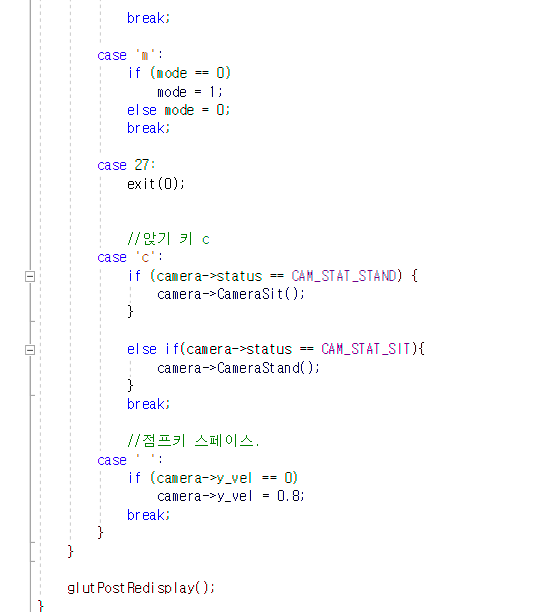 break;
case 'm':
if (mode == 0)
mode = 1;
else mode = 0;
break;
case 27:
exit(0);
//앉기 키 c
case 'c':
if (camera->status == CAM_STAT_STAND) {
camera->CameraSit();
}
else if(camera->status == CAM_STAT_SIT){
camera->CameraStand();
}
break;
//점프키 스페이스.
case ' ':
if (camera->y_vel == 0)
camera->y_vel = 0.8;
break;
}
}
glutPostRedisplay();
}